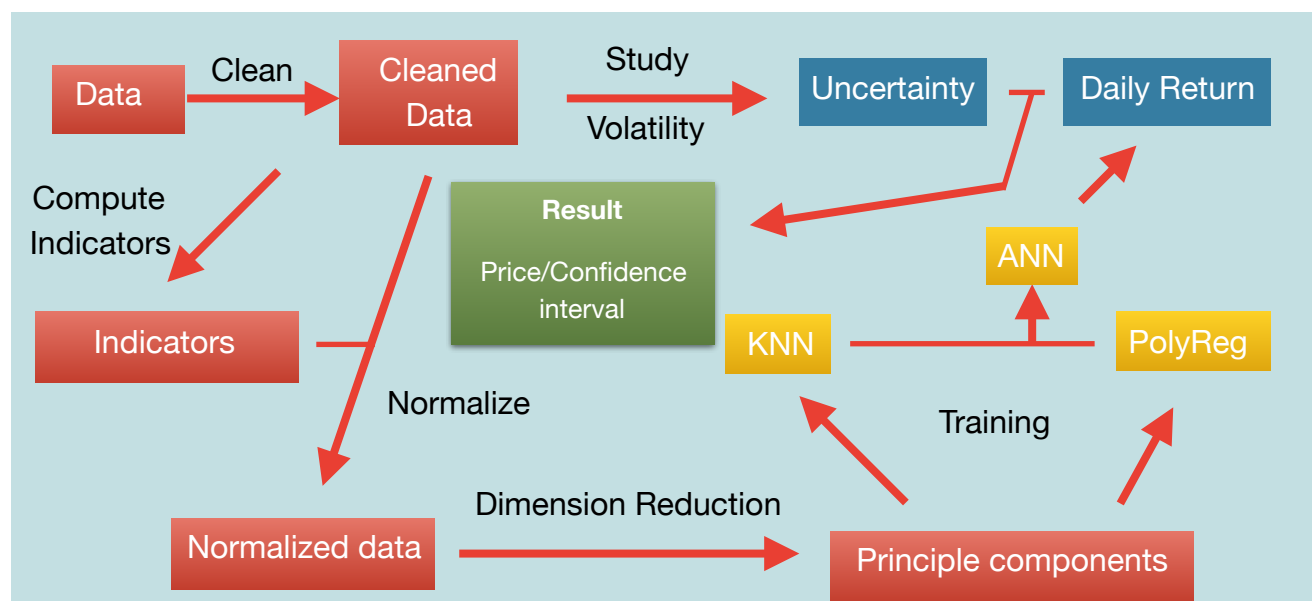 Data
Clean
Cleaned
Data
Study
Volatility
Uncertainty
Daily Return
Compute
Indicators
Result
Price/Confidence
interval
ANN
Indicators
KNN
PolyReg
Normalize
Training
Dimension Reduction
Normalized data
Principle components